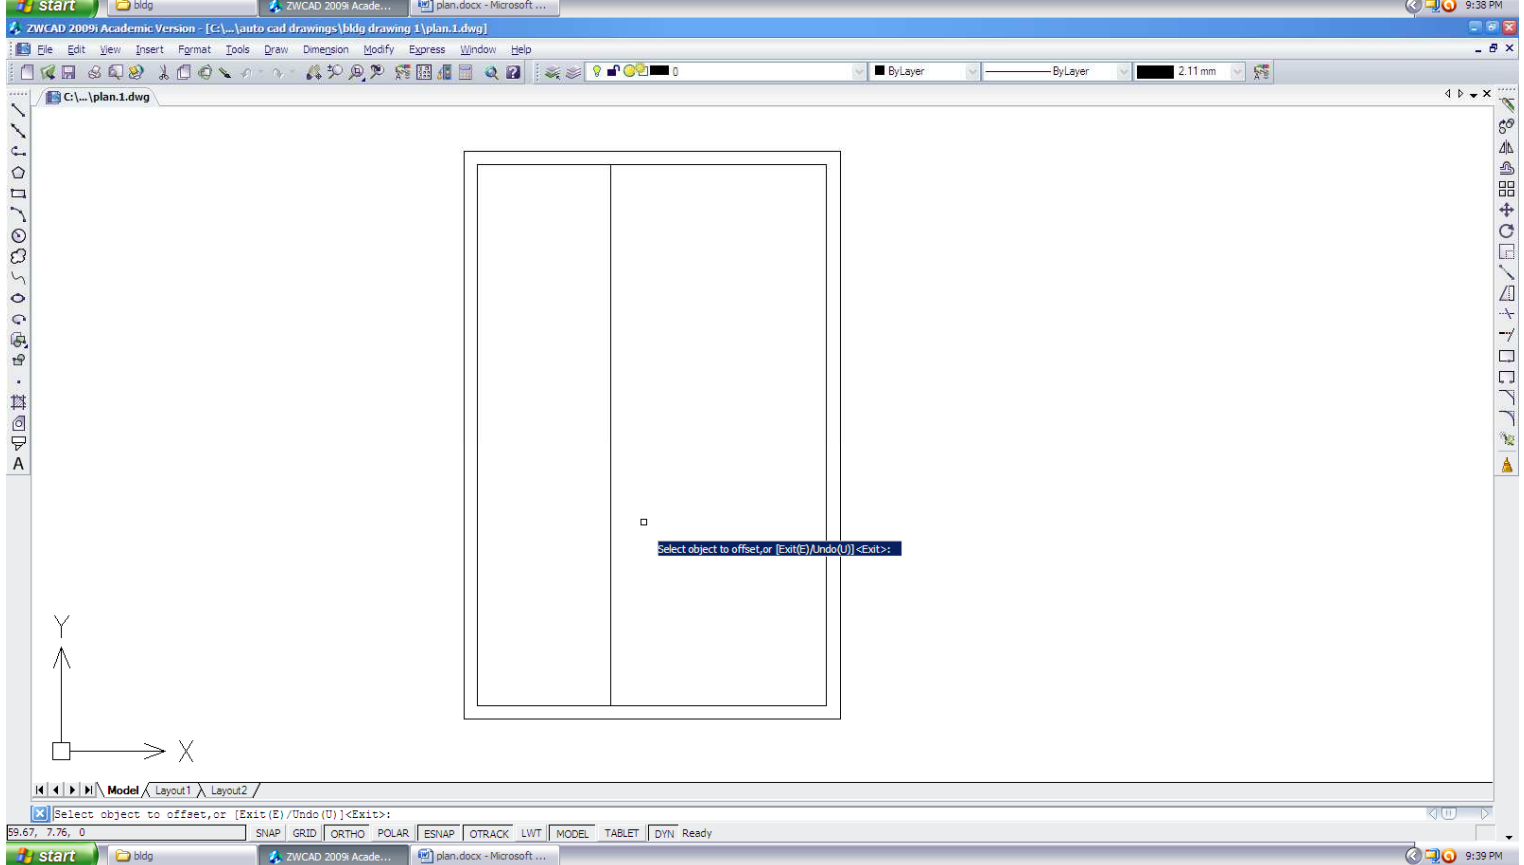 start bldg ZWCAD 2009i Acade... plan.docx - Microsoft ... 9:38 PM
ZWCAD 2009i Academic Version - [C:\...\auto cad drawings\bldg drawing 1\plan.1.dwg]
File Edit View Insert Format Tools Draw Dimension Modify Express Window Help
0 ByLayer ByLayer 2.11 mm
C:\...\plan.1.dwg
A
Select object to offset,or [Exit(E)/Undo(U)]<Exit>:
Y
X
Model Layout1 Layout2
Select object to offset,or [Exit(E)/Undo(U)]<Exit>:
59.67, 7.76, 0 SNAP GRID ORTHO POLAR ESNAP OTRACK LWT MODEL TABLET DYN Ready
start bldg ZWCAD 2009i Acade... plan.docx - Microsoft ... 9:39 PM